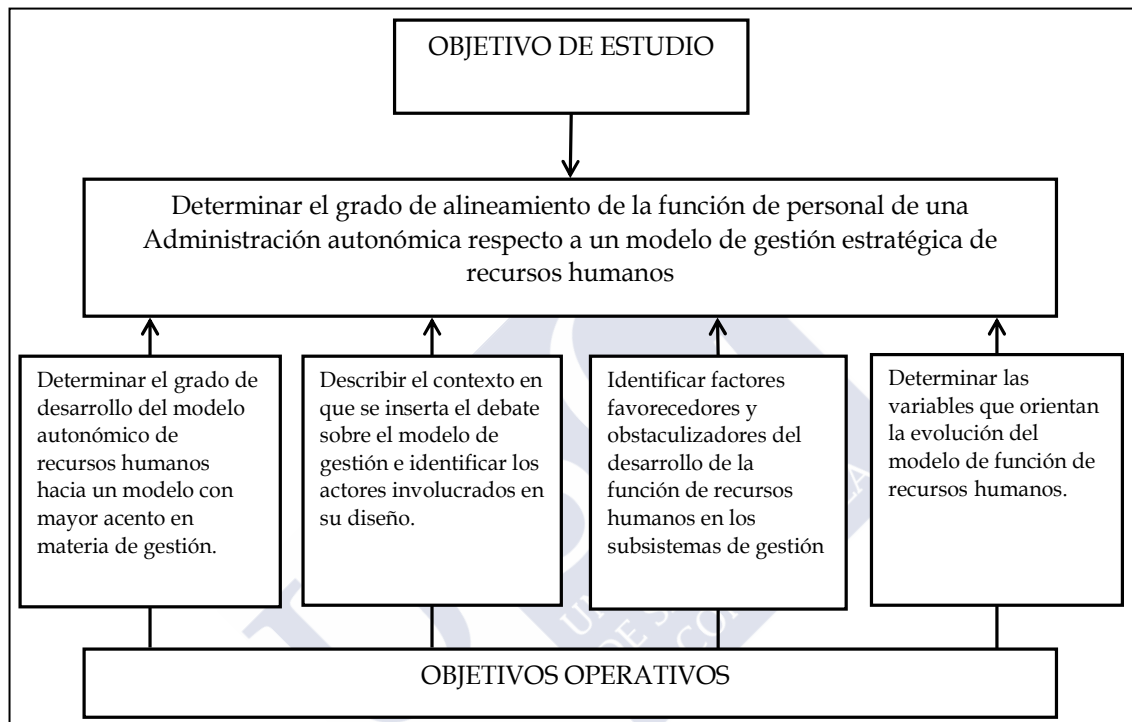 OBJETIVO DE ESTUDIO
Determinar el grado de alineamiento de la función de personal de una
Administración autonómica respecto a un modelo de gestión estratégica de
recursos humanos
Determinar el grado de
desarrollo del modelo
autonómico de
recursos humanos
hacia un modelo con
mayor acento en
materia de gestión.
Describir el contexto en
que se inserta el debate
sobre el modelo de
gestión e identificar los
actores involucrados en
su diseño.
Identificar factores
favorecedores y
obstaculizadores del
desarrollo de la
función de recursos
humanos en los
subsistemas de gestión
Determinar las
variables que orientan
la evolución del
modelo de función de
recursos humanos.
OBJETIVOS OPERATIVOS